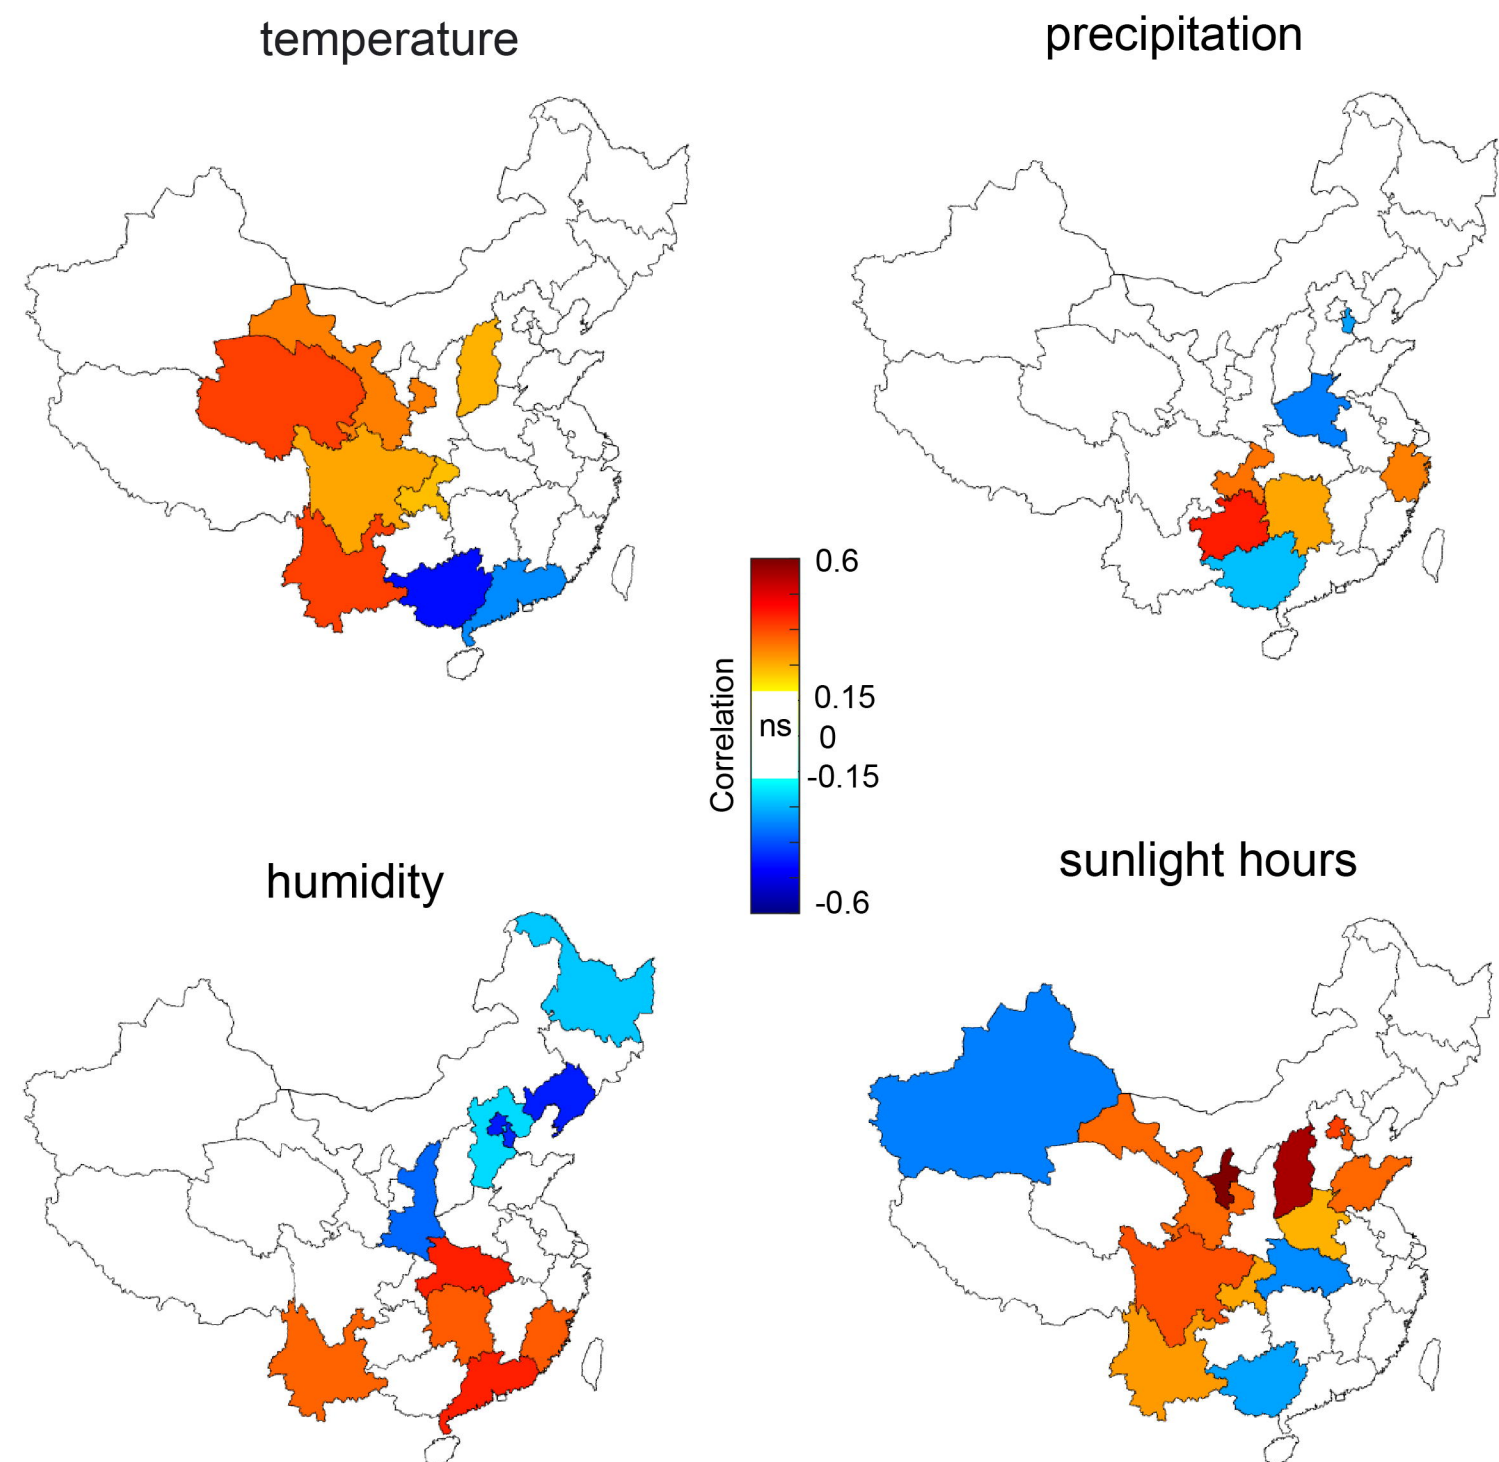 temperature
precipitation
Correlation
0.6
0.15
ns
0
-0.15
-0.6
humidity
sunlight hours